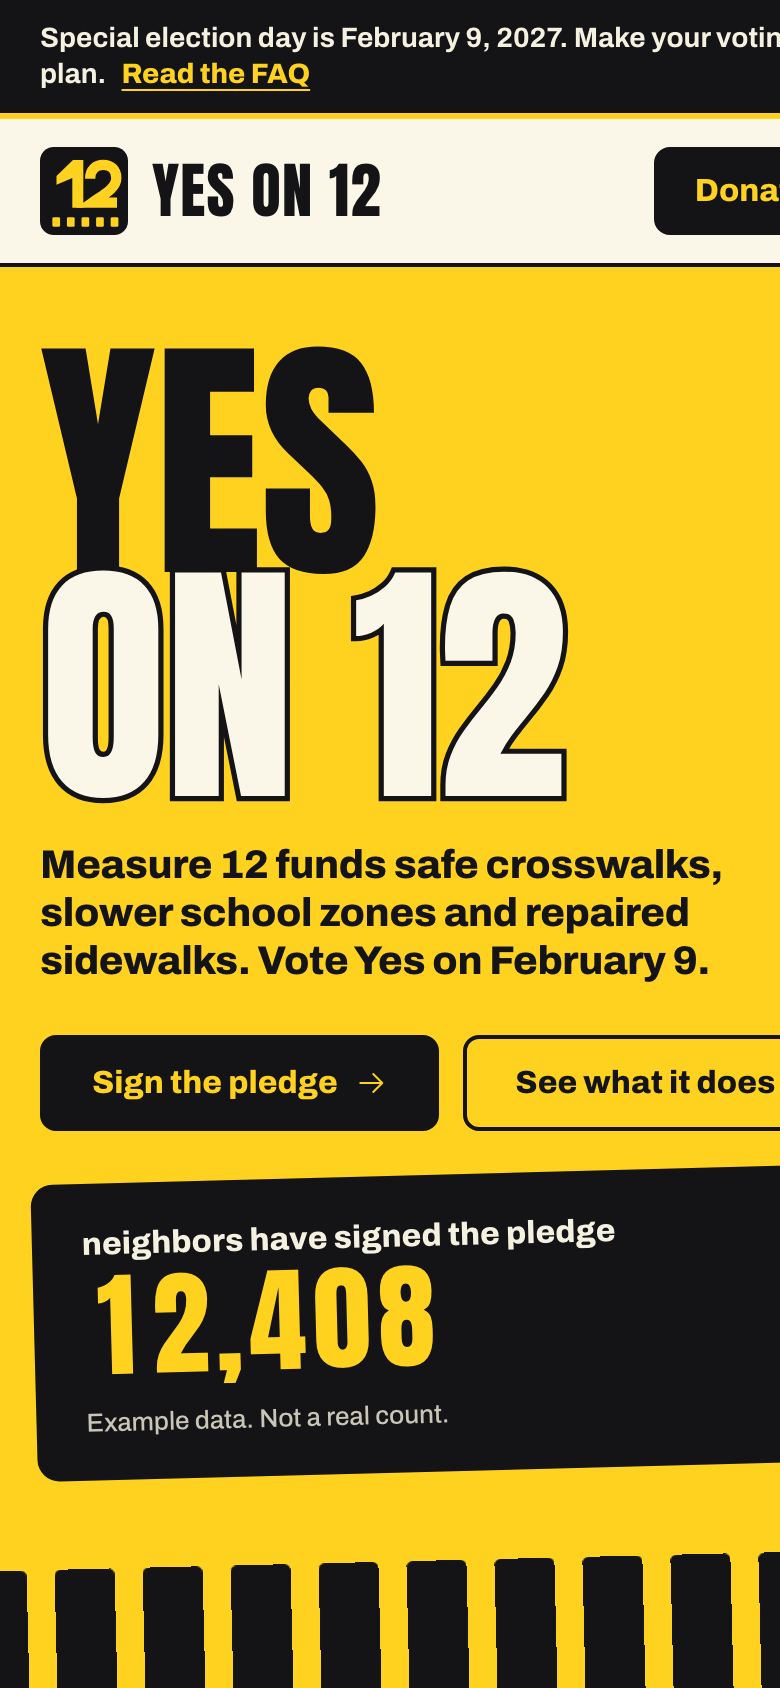 Special election day is February 9, 2027. Make your
plan. Read the FAQ
12
YES ON 12
YES
ON 12
Measure 12 funds safe crosswalks,
slower school zones and repaired
sidewalks. Vote Yes on February 9.
Sign the pledge
See what it does
neighbors have signed the pledge
12,408
Example data. Not a real count.